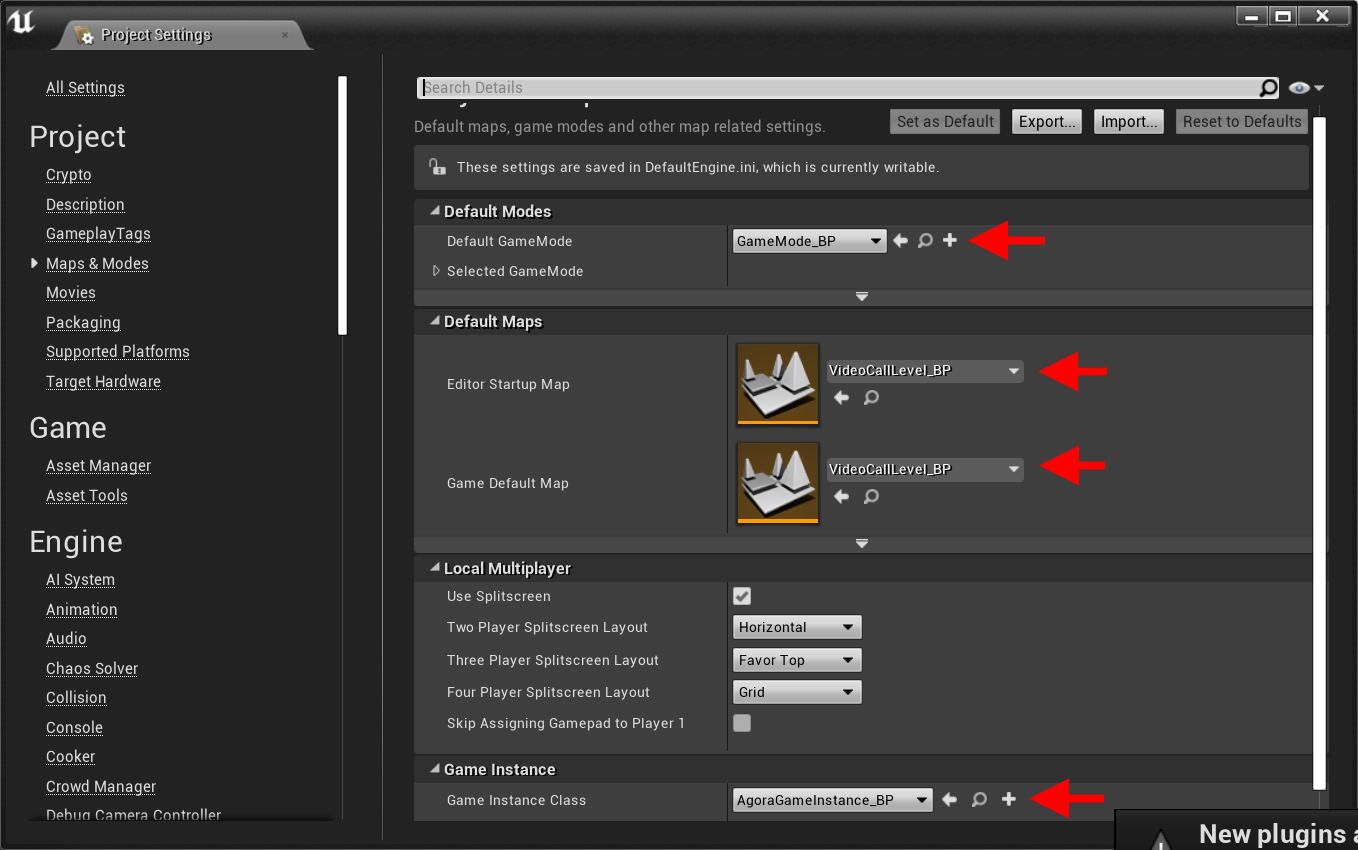 Project Settings
All Settings
Project
Crypto
Description
GameplayTags
Maps & Modes
Movies
Packaging
Supported Platforms
Target Hardware
Game
Asset Manager
Asset Tools
Engine
AI System
Animation
Audio
Chaos Solver
Collision
Console
Cooker
Crowd Manager
Debug Camera Controller
Search Details
Default maps, game modes and other map related settings.
Set as Default
Export...
Import...
Reset to Defaults
These settings are saved in DefaultEngine.ini, which is currently writable.
Default Modes
Default GameMode
GameMode_BP
Selected GameMode
Default Maps
Editor Startup Map
VideoCallLevel_BP
Game Default Map
VideoCallLevel_BP
Local Multiplayer
Use Splitscreen
Two Player Splitscreen Layout
Horizontal
Three Player Splitscreen Layout
Favor Top
Four Player Splitscreen Layout
Grid
Skip Assigning Gamepad to Player 1
Game Instance
Game Instance Class
AgoraGameInstance_BP
New plugins a